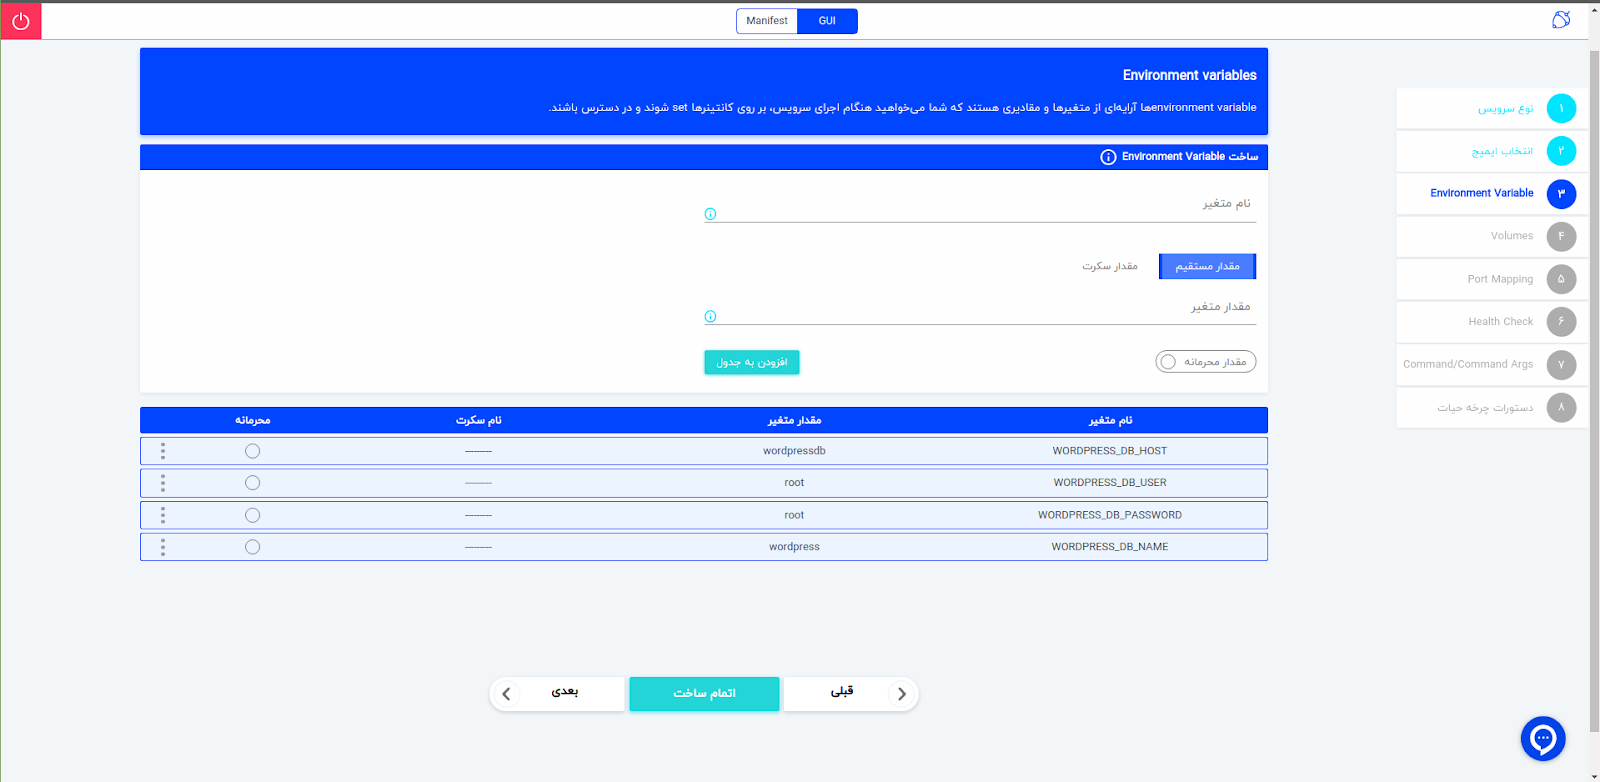 Manifest
GUI
Environment variables
environment variableها آرایه‌ای از متغیرها و مقادیری هستند که شما می‌خواهید هنگام اجرای سرویس، بر روی کانتینرها set شوند و در دسترس باشند.
ساخت Environment Variable
نام متغیر
مقدار مستقیم
مقدار سکرت
مقدار متغیر
مقدار محرمانه
افزودن به جدول
نام متغیر مقدار متغیر نام سکرت محرمانه
WORDPRESS_DB_HOST wordpressdb ---------
WORDPRESS_DB_USER root ---------
WORDPRESS_DB_PASSWORD root ---------
WORDPRESS_DB_NAME wordpress ---------
قبلی
اتمام ساخت
بعدی
۱ نوع سرویس
۲ انتخاب ایمیج
۳ Environment Variable
۴ Volumes
۵ Port Mapping
۶ Health Check
۷ Command/Command Args
۸ دستورات چرخه حیات